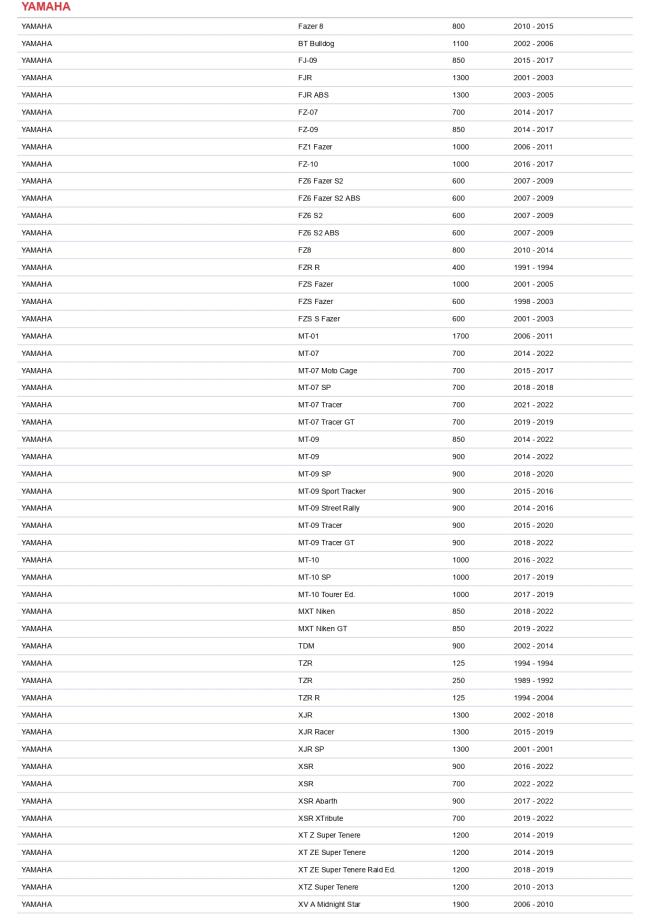 YAMAHA
YAMAHA Fazer 8 800 2010 - 2015
YAMAHA BT Bulldog 1100 2002 - 2006
YAMAHA FJ-09 850 2015 - 2017
YAMAHA FJR 1300 2001 - 2003
YAMAHA FJR ABS 1300 2003 - 2005
YAMAHA FZ-07 700 2014 - 2017
YAMAHA FZ-09 850 2014 - 2017
YAMAHA FZ1 Fazer 1000 2006 - 2011
YAMAHA FZ-10 1000 2016 - 2017
YAMAHA FZ6 Fazer S2 600 2007 - 2009
YAMAHA FZ6 Fazer S2 ABS 600 2007 - 2009
YAMAHA FZ6 S2 600 2007 - 2009
YAMAHA FZ6 S2 ABS 600 2007 - 2009
YAMAHA FZ8 800 2010 - 2014
YAMAHA FZR R 400 1991 - 1994
YAMAHA FZS Fazer 1000 2001 - 2005
YAMAHA FZS Fazer 600 1998 - 2003
YAMAHA FZS S Fazer 600 2001 - 2003
YAMAHA MT-01 1700 2006 - 2011
YAMAHA MT-07 700 2014 - 2022
YAMAHA MT-07 Moto Cage 700 2015 - 2017
YAMAHA MT-07 SP 700 2018 - 2018
YAMAHA MT-07 Tracer 700 2021 - 2022
YAMAHA MT-07 Tracer GT 700 2019 - 2019
YAMAHA MT-09 850 2014 - 2022
YAMAHA MT-09 900 2014 - 2022
YAMAHA MT-09 SP 900 2018 - 2020
YAMAHA MT-09 Sport Tracker 900 2015 - 2016
YAMAHA MT-09 Street Rally 900 2014 - 2016
YAMAHA MT-09 Tracer 900 2015 - 2020
YAMAHA MT-09 Tracer GT 900 2018 - 2022
YAMAHA MT-10 1000 2016 - 2022
YAMAHA MT-10 SP 1000 2017 - 2019
YAMAHA MT-10 Tourer Ed. 1000 2017 - 2019
YAMAHA MXT Niken 850 2018 - 2022
YAMAHA MXT Niken GT 850 2019 - 2022
YAMAHA TDM 900 2002 - 2014
YAMAHA TZR 125 1994 - 1994
YAMAHA TZR 250 1989 - 1992
YAMAHA TZR R 125 1994 - 2004
YAMAHA XJR 1300 2002 - 2018
YAMAHA XJR Racer 1300 2015 - 2019
YAMAHA XJR SP 1300 2001 - 2001
YAMAHA XSR 900 2016 - 2022
YAMAHA XSR 700 2022 - 2022
YAMAHA XSR Abarth 900 2017 - 2022
YAMAHA XSR XTribute 700 2019 - 2022
YAMAHA XT Z Super Tenere 1200 2014 - 2019
YAMAHA XT ZE Super Tenere 1200 2014 - 2019
YAMAHA XT ZE Super Tenere Raid Ed. 1200 2018 - 2019
YAMAHA XTZ Super Tenere 1200 2010 - 2013
YAMAHA XV A Midnight Star 1900 2006 - 2010